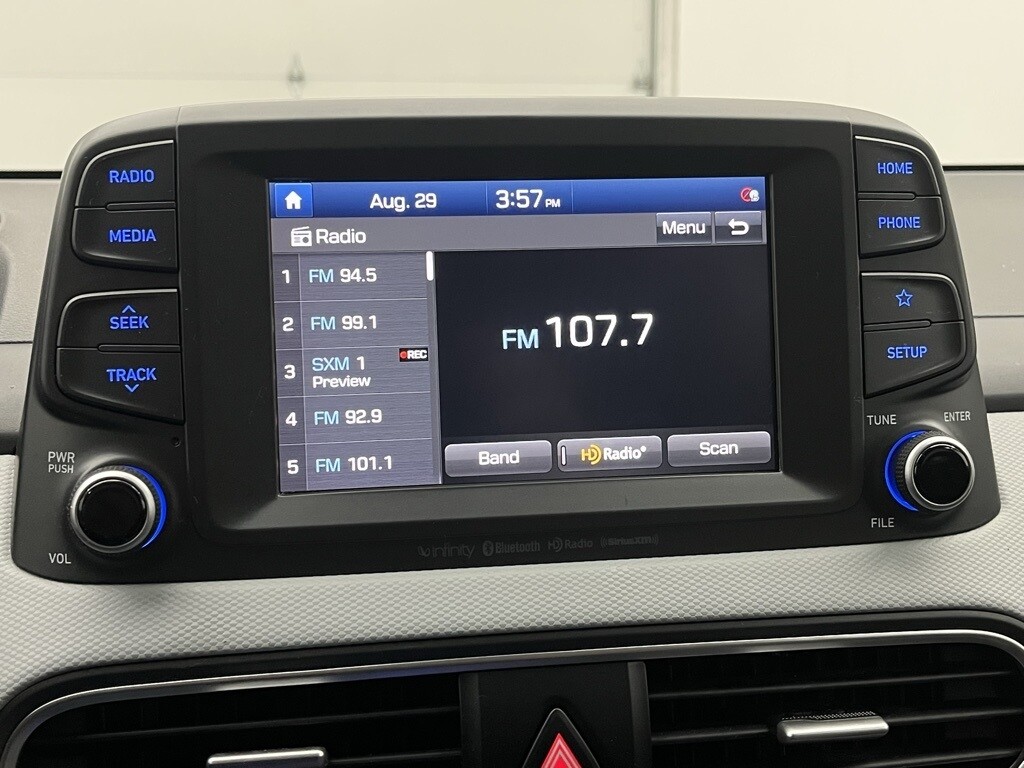 RADIO
MEDIA
SEEK
TRACK
PWR
PUSH
VOL
Aug. 29 3:57 PM
Radio Menu
1 FM 94.5
2 FM 99.1
3 SXM 1 REC
Preview
4 FM 92.9
5 FM 101.1
FM 107.7
Band HD Radio® Scan
HOME
PHONE
SETUP
TUNE ENTER
FILE
infinity Bluetooth HD Radio SiriusXM